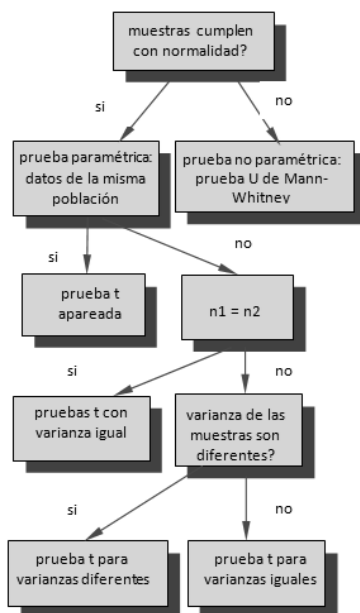 muestras cumplen
con normalidad?
si
no
prueba paramétrica:
datos de la misma
población
prueba no paramétrica:
prueba U de Mann-
Whitney
si
no
prueba t
apareada
n1 = n2
si
no
pruebas t con
varianza igual
varianza de las
muestras son
diferentes?
si
no
prueba t para
varianzas diferentes
prueba t para
varianzas iguales